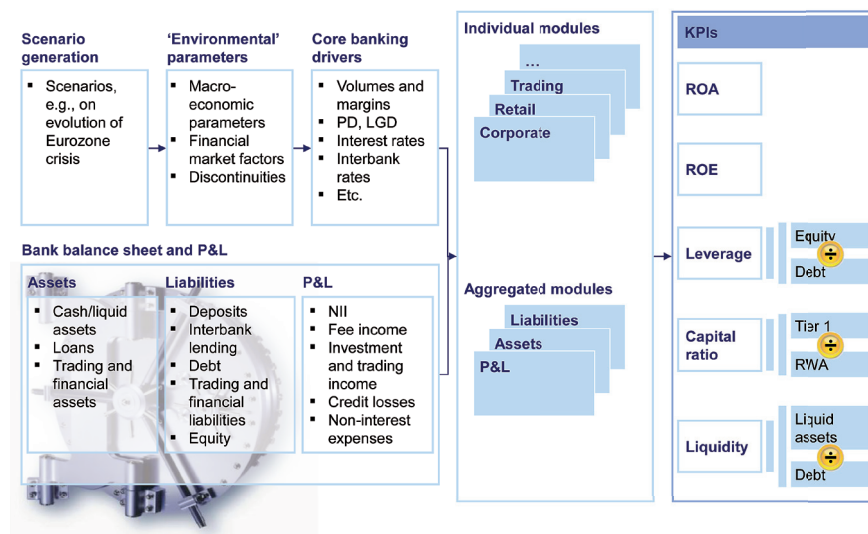 Scenario
generation
▪ Scenarios,
e.g., on
evolution of
Eurozone
crisis
‘Environmental’
parameters
▪ Macro-
economic
parameters
▪ Financial
market factors
▪ Discontinuities
Core banking
drivers
▪ Volumes and
margins
▪ PD, LGD
▪ Interest rates
▪ Interbank
rates
▪ Etc.
Bank balance sheet and P&L
Assets
▪ Cash/liquid
assets
▪ Loans
▪ Trading and
financial
assets
Liabilities
▪ Deposits
▪ Interbank
lending
▪ Debt
▪ Trading and
financial
liabilities
▪ Equity
P&L
▪ NII
▪ Fee income
▪ Investment
and trading
income
▪ Credit losses
▪ Non-interest
expenses
Individual modules
...
Trading
Retail
Corporate
Aggregated modules
Liabilities
Assets
P&L
KPIs
ROA
ROE
Leverage
Equity
÷
Debt
Capital
ratio
Tier 1
÷
RWA
Liquidity
Liquid
assets
÷
Debt